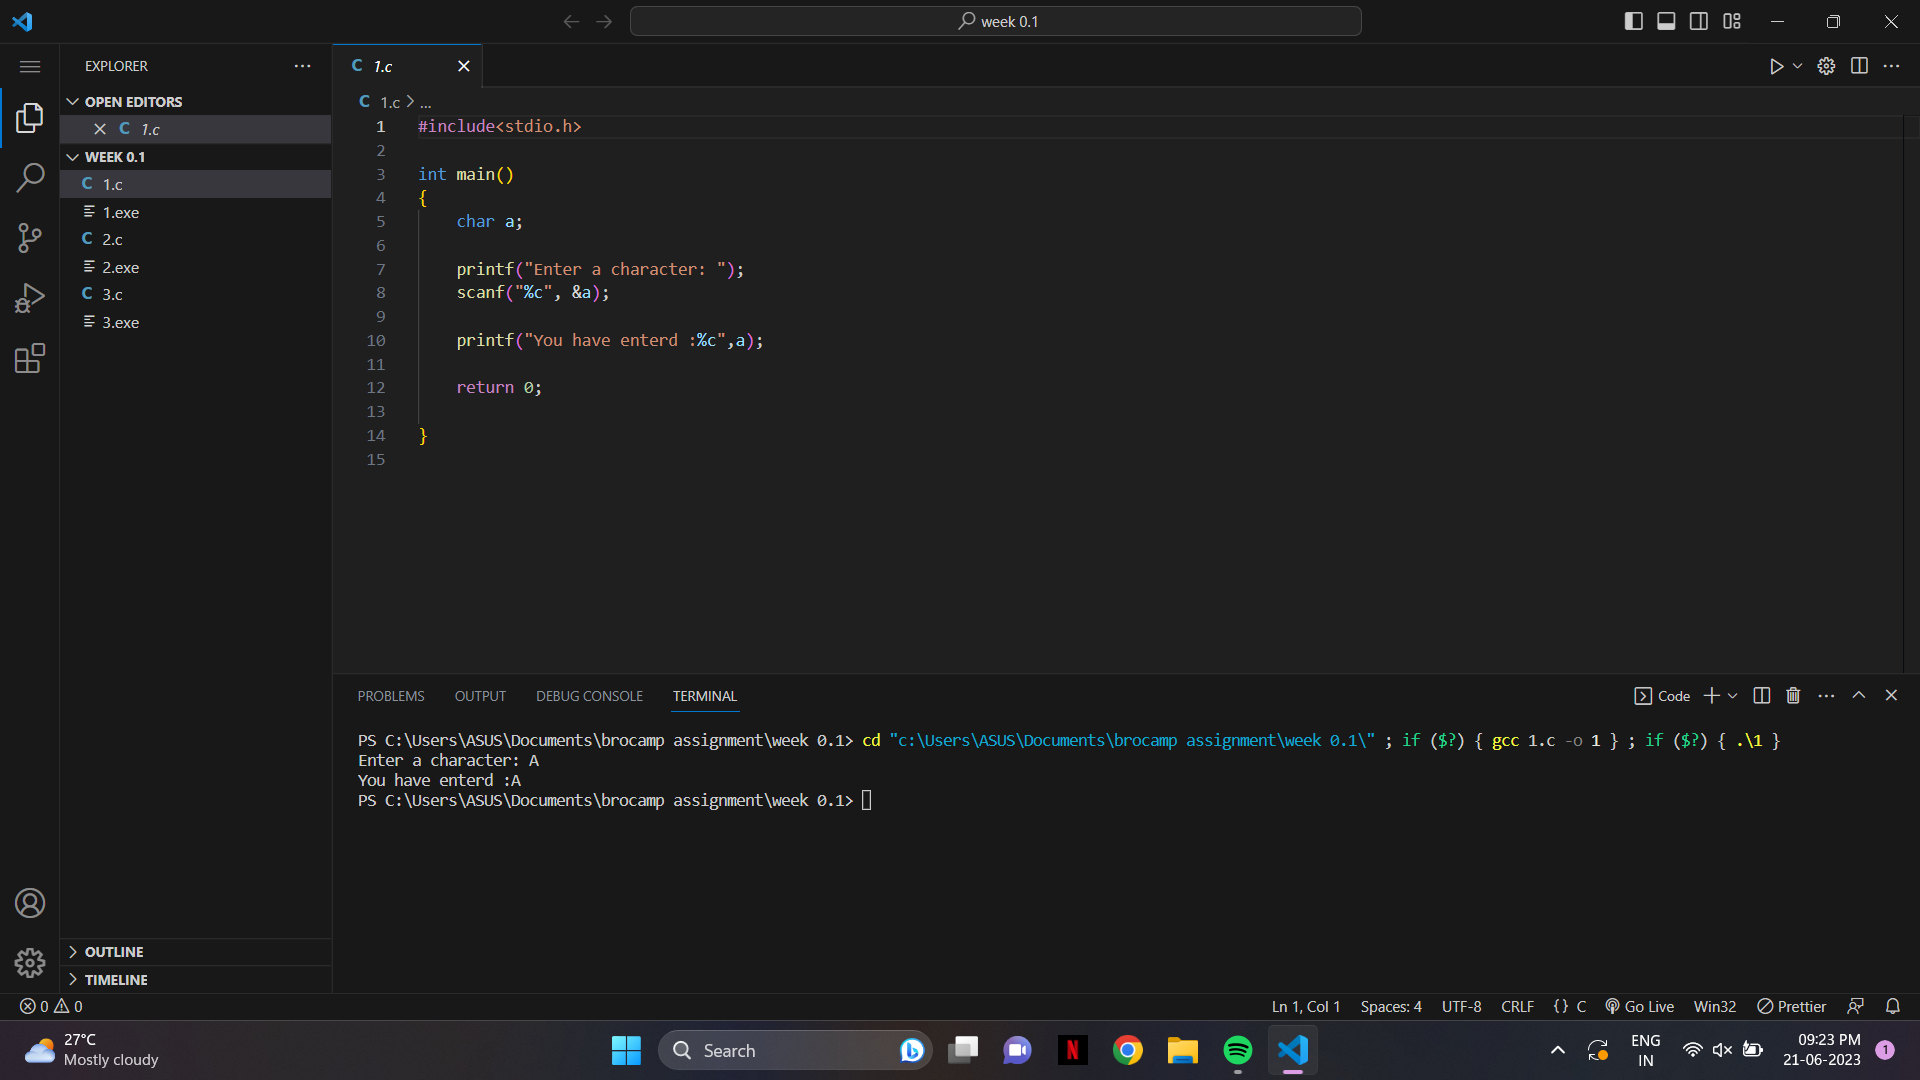 week 0.1
EXPLORER
OPEN EDITORS
C 1.c
WEEK 0.1
C 1.c
1.exe
C 2.c
2.exe
C 3.c
3.exe
OUTLINE
TIMELINE
C 1.c
C 1.c > ...
1 #include<stdio.h>
2
3 int main()
4 {
5 char a;
6
7 printf("Enter a character: ");
8 scanf("%c", &a);
9
10 printf("You have enterd :%c",a);
11
12 return 0;
13
14 }
15
PROBLEMS OUTPUT DEBUG CONSOLE TERMINAL Code
PS C:\Users\ASUS\Documents\brocamp assignment\week 0.1> cd "c:\Users\ASUS\Documents\brocamp assignment\week 0.1\" ; if ($?) { gcc 1.c -o 1 } ; if ($?) { .\1 }
Enter a character: A
You have enterd :A
PS C:\Users\ASUS\Documents\brocamp assignment\week 0.1>
0 0 Ln 1, Col 1 Spaces: 4 UTF-8 CRLF {} C Go Live Win32 Prettier
27°C
Mostly cloudy
Search
N
ENG
IN
09:23 PM
21-06-2023
1